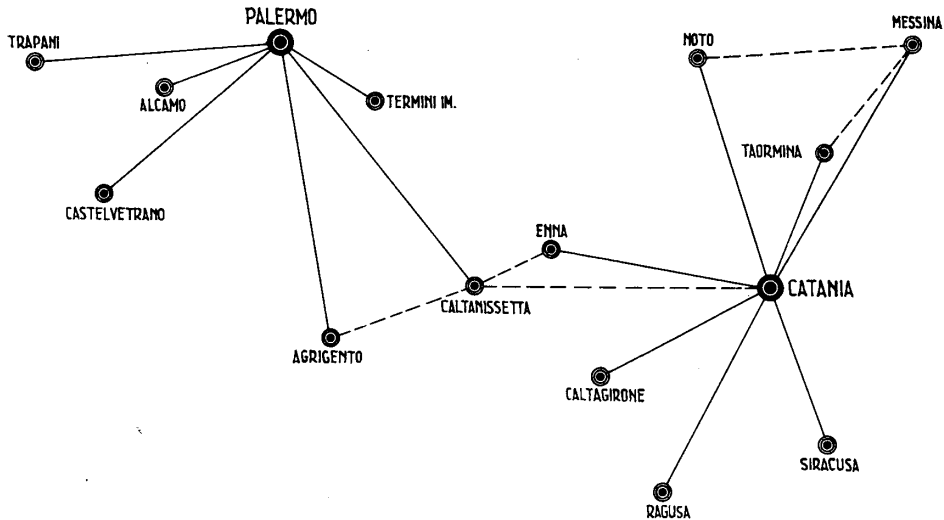 PALERMO
TRAPANI
ALCAMO
TERMINI IM.
CASTELVETRANO
NOTO
MESSINA
TAORMINA
ENNA
CALTANISSETTA
CATANIA
AGRIGENTO
CALTAGIRONE
SIRACUSA
RAGUSA